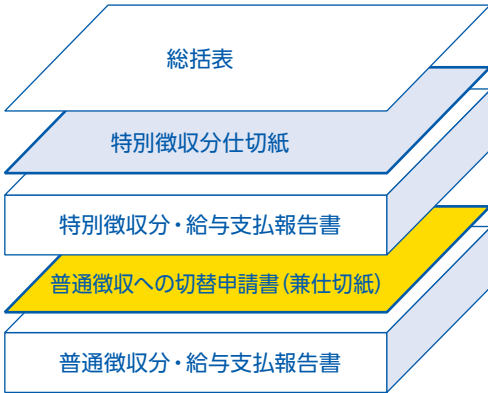 総括表
特別徴収分仕切紙
特別徴収分・給与支払報告書
普通徴収への切替申請書(兼仕切紙)
普通徴収分・給与支払報告書